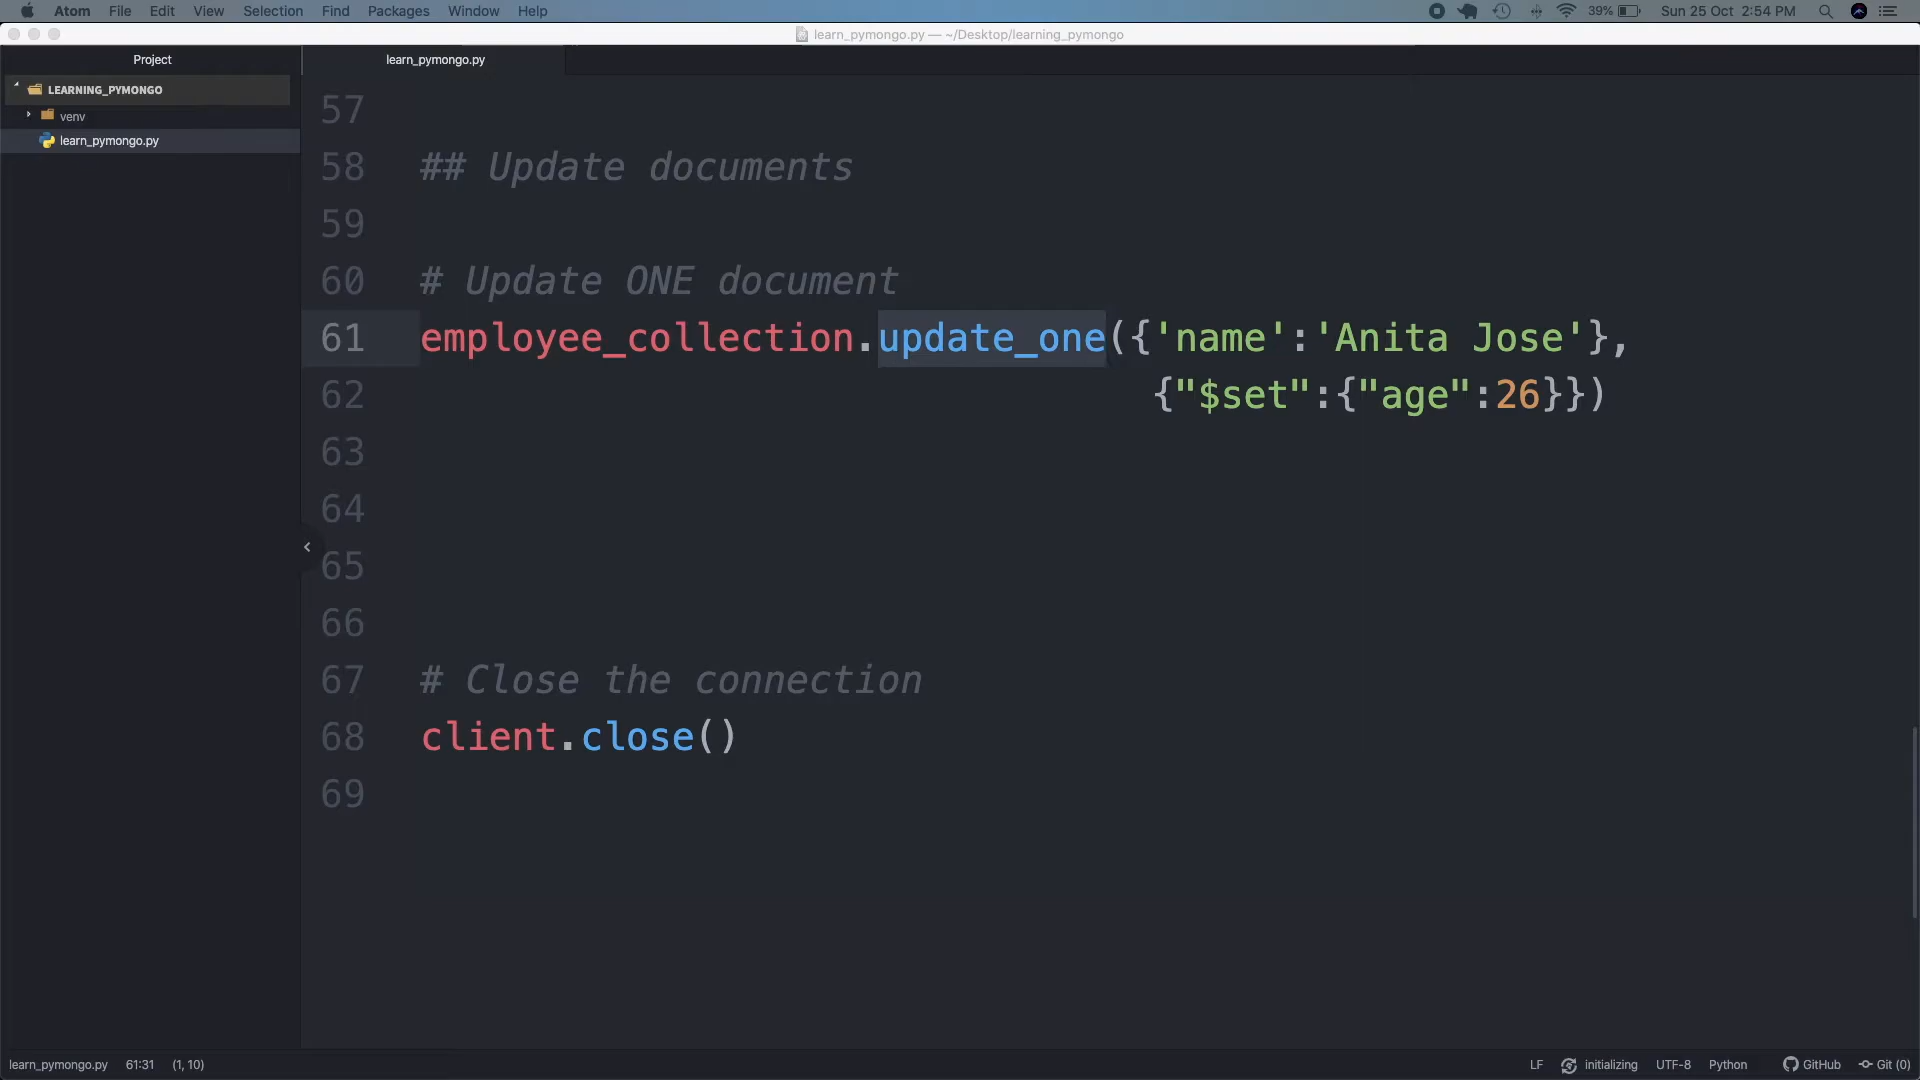 Atom File Edit View Selection Find Packages Window Help 39% Sun 25 Oct 2:54 PM
learn_pymongo.py — ~/Desktop/learning_pymongo
Project
learn_pymongo.py
LEARNING_PYMONGO
venv
learn_pymongo.py
57
58 ## Update documents
59
60 # Update ONE document
61 employee_collection.update_one({'name':'Anita Jose'},
62 {"$set":{"age":26}})
63
64
65
66
67 # Close the connection
68 client.close()
69
learn_pymongo.py 61:31 (1, 10) LF initializing UTF-8 Python GitHub Git (0)